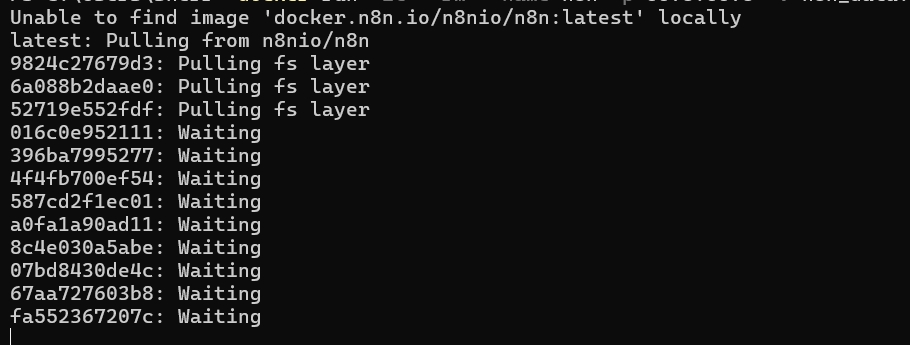 Unable to find image 'docker.n8n.io/n8nio/n8n:latest' locally
latest: Pulling from n8nio/n8n
9824c27679d3: Pulling fs layer
6a088b2daae0: Pulling fs layer
52719e552fdf: Pulling fs layer
016c0e952111: Waiting
396ba7995277: Waiting
4f4fb700ef54: Waiting
587cd2f1ec01: Waiting
a0fa1a90ad11: Waiting
8c4e030a5abe: Waiting
07bd8430de4c: Waiting
67aa727603b8: Waiting
fa552367207c: Waiting